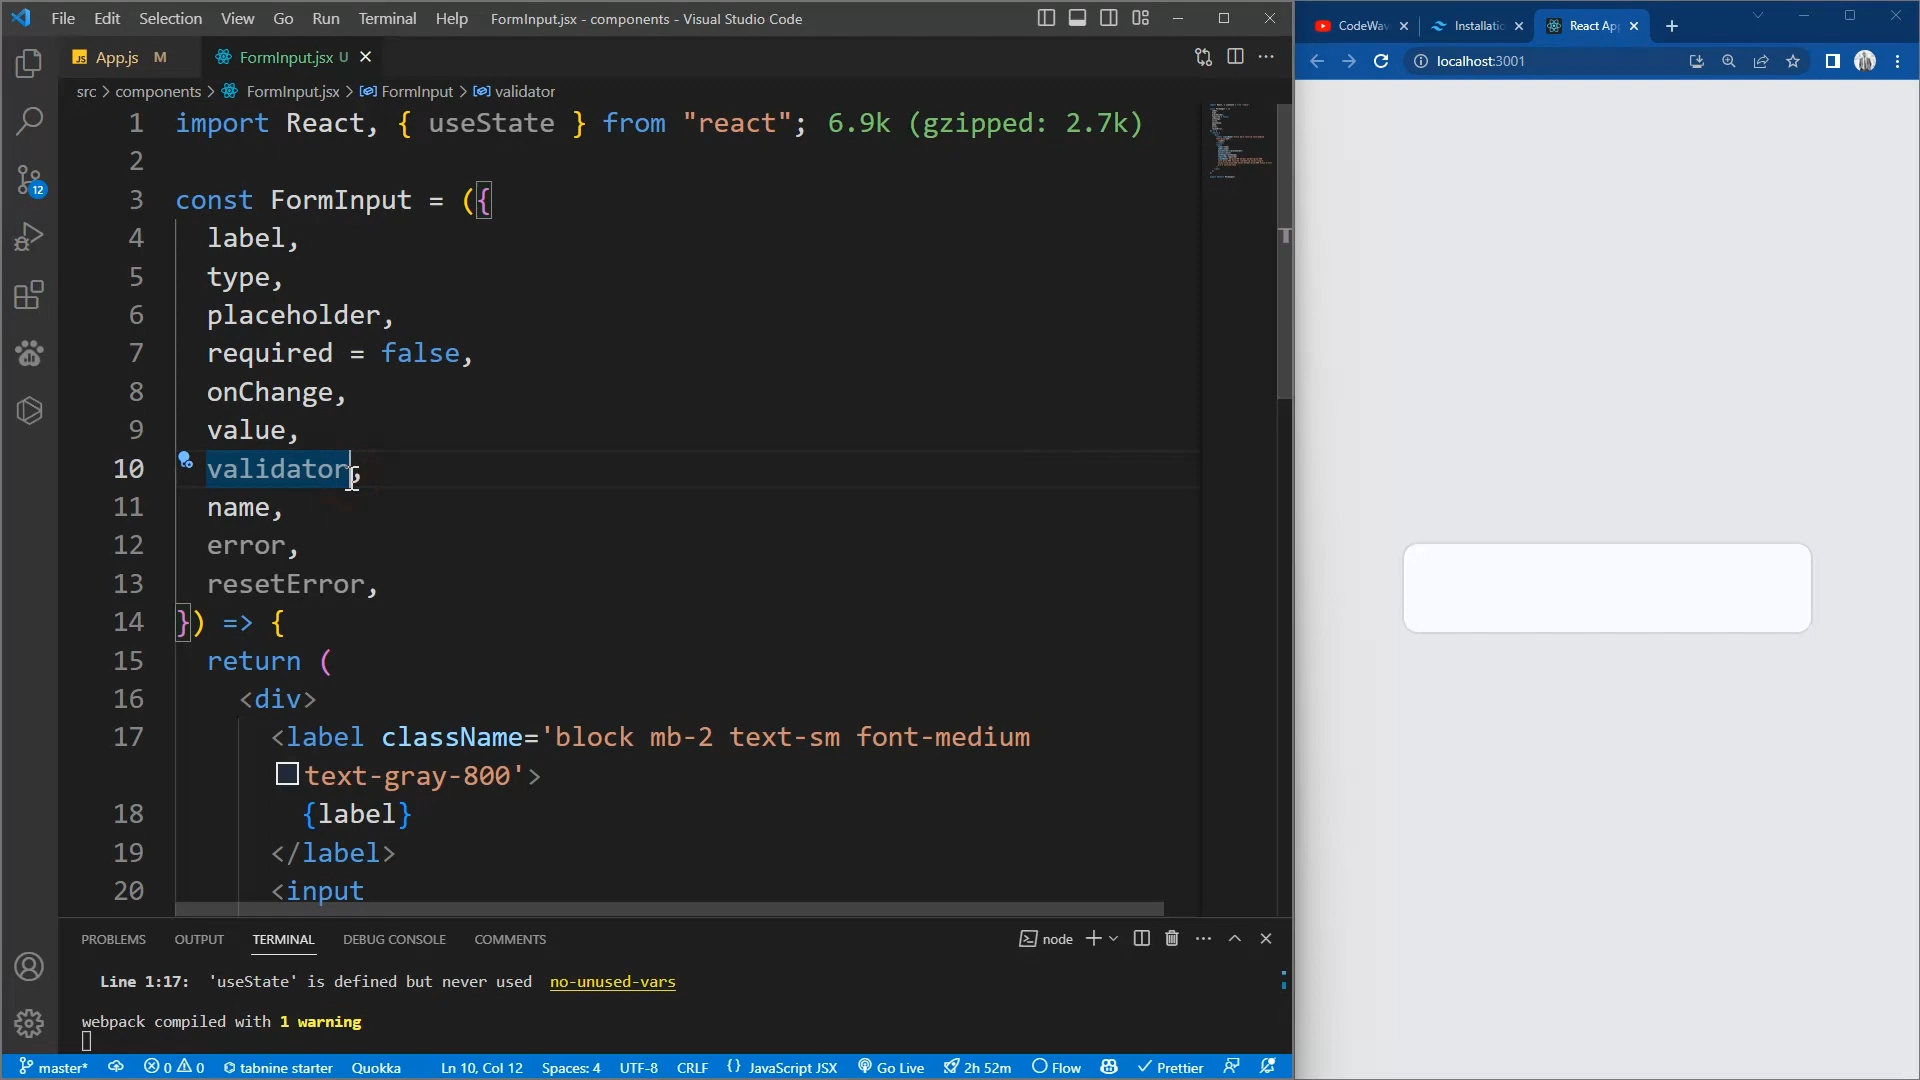 File Edit Selection View Go Run Terminal Help FormInput.jsx - components - Visual Studio Code
App.js M FormInput.jsx U
src > components > FormInput.jsx > FormInput > validator
1 import React, { useState } from "react"; 6.9k (gzipped: 2.7k)
2
3 const FormInput = ({
4 label,
5 type,
6 placeholder,
7 required = false,
8 onChange,
9 value,
10 validator,
11 name,
12 error,
13 resetError,
14 }) => {
15 return (
16 <div>
17 <label className='block mb-2 text-sm font-medium
text-gray-800'>
18 {label}
19 </label>
20 <input
12
PROBLEMS OUTPUT TERMINAL DEBUG CONSOLE COMMENTS
node
Line 1:17: 'useState' is defined but never used no-unused-vars
webpack compiled with 1 warning
master* 0 0 tabnine starter Quokka Ln 10, Col 12 Spaces: 4 UTF-8 CRLF {} JavaScript JSX Go Live 2h 52m Flow Prettier
CodeWav Installatio React Ap
localhost:3001